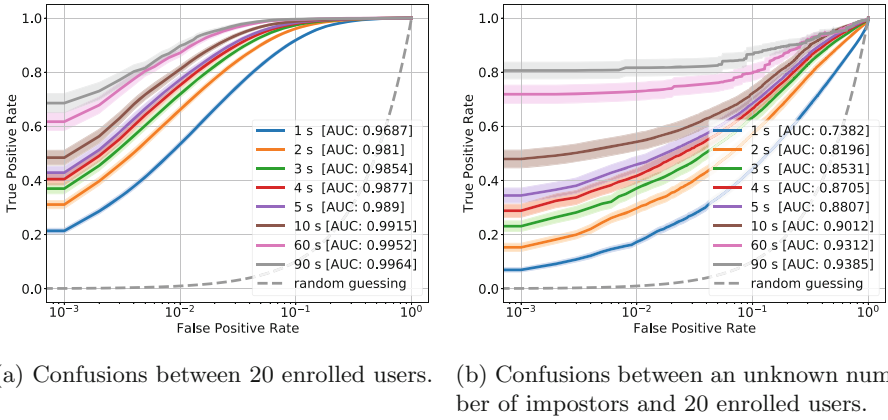 1.0
0.8
0.6
0.4
0.2
0.0
True Positive Rate
1 s [AUC: 0.9687]
2 s [AUC: 0.981]
3 s [AUC: 0.9854]
4 s [AUC: 0.9877]
5 s [AUC: 0.989]
10 s [AUC: 0.9915]
60 s [AUC: 0.9952]
90 s [AUC: 0.9964]
random guessing
10⁻³
10⁻²
10⁻¹
10⁰
False Positive Rate
1.0
0.8
0.6
0.4
0.2
0.0
True Positive Rate
1 s [AUC: 0.7382]
2 s [AUC: 0.8196]
3 s [AUC: 0.8531]
4 s [AUC: 0.8705]
5 s [AUC: 0.8807]
10 s [AUC: 0.9012]
60 s [AUC: 0.9312]
90 s [AUC: 0.9385]
random guessing
10⁻³
10⁻²
10⁻¹
10⁰
False Positive Rate
a) Confusions between 20 enrolled users.
(b) Confusions between an unknown num
ber of impostors and 20 enrolled users.